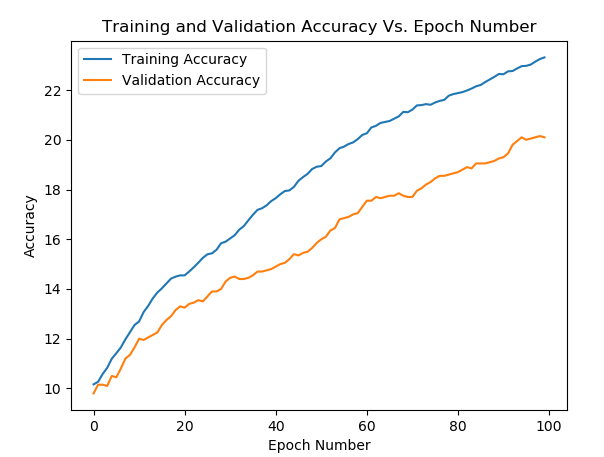 Training and Validation Accuracy Vs. Epoch Number
Training Accuracy
Validation Accuracy
22
20
18
16
14
12
10
Accuracy
0 20 40 60 80 100
Epoch Number